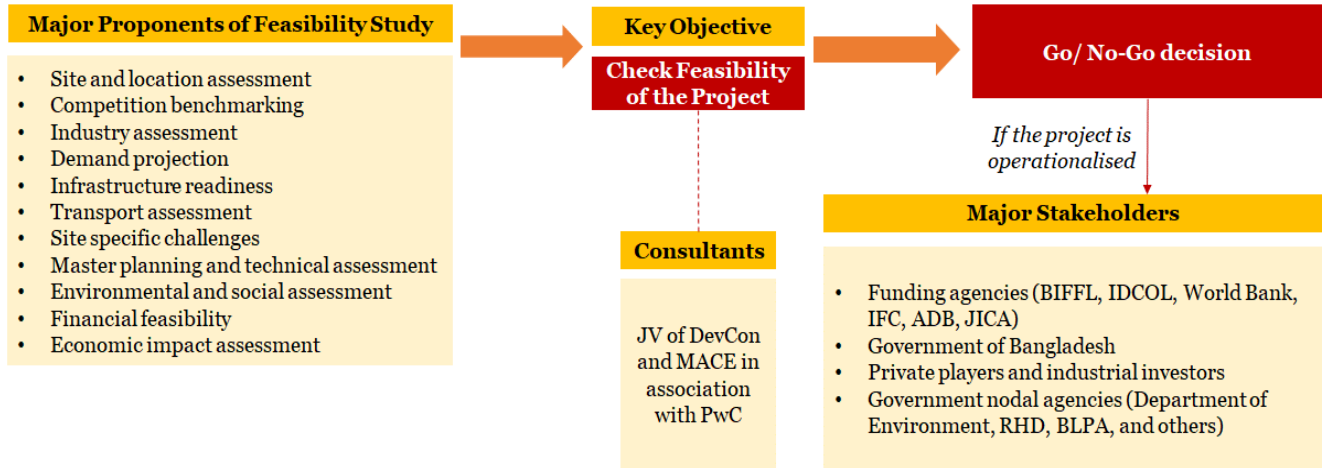 Major Proponents of Feasibility Study
• Site and location assessment
• Competition benchmarking
• Industry assessment
• Demand projection
• Infrastructure readiness
• Transport assessment
• Site specific challenges
• Master planning and technical assessment
• Environmental and social assessment
• Financial feasibility
• Economic impact assessment
Key Objective
Check Feasibility
of the Project
Consultants
JV of DevCon
and MACE in
association
with PwC
Go/ No-Go decision
If the project is
operationalised
Major Stakeholders
• Funding agencies (BIFFL, IDCOL, World Bank,
IFC, ADB, JICA)
• Government of Bangladesh
• Private players and industrial investors
• Government nodal agencies (Department of
Environment, RHD, BLPA, and others)